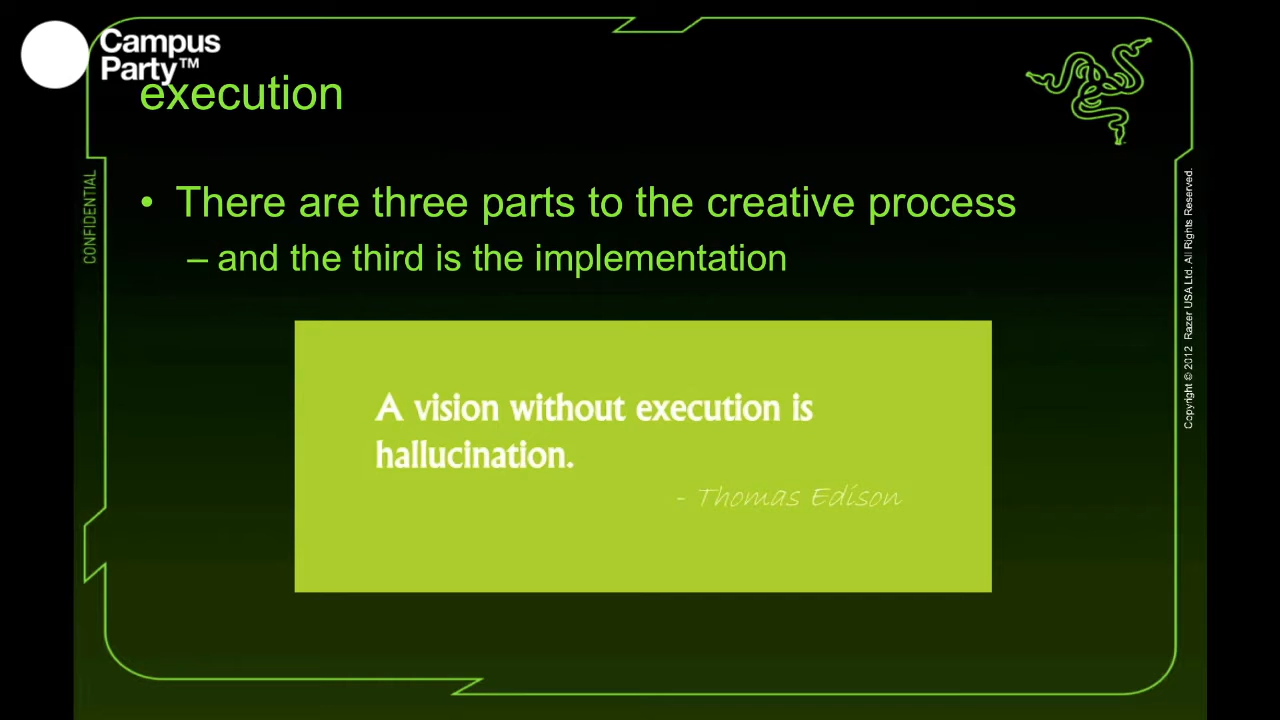 Campus
Party™
execution
• There are three parts to the creative process
– and the third is the implementation
A vision without execution is
hallucination.
- Thomas Edison
CONFIDENTIAL
Copyright © 2012 Razer USA Ltd. All Rights Reserved.